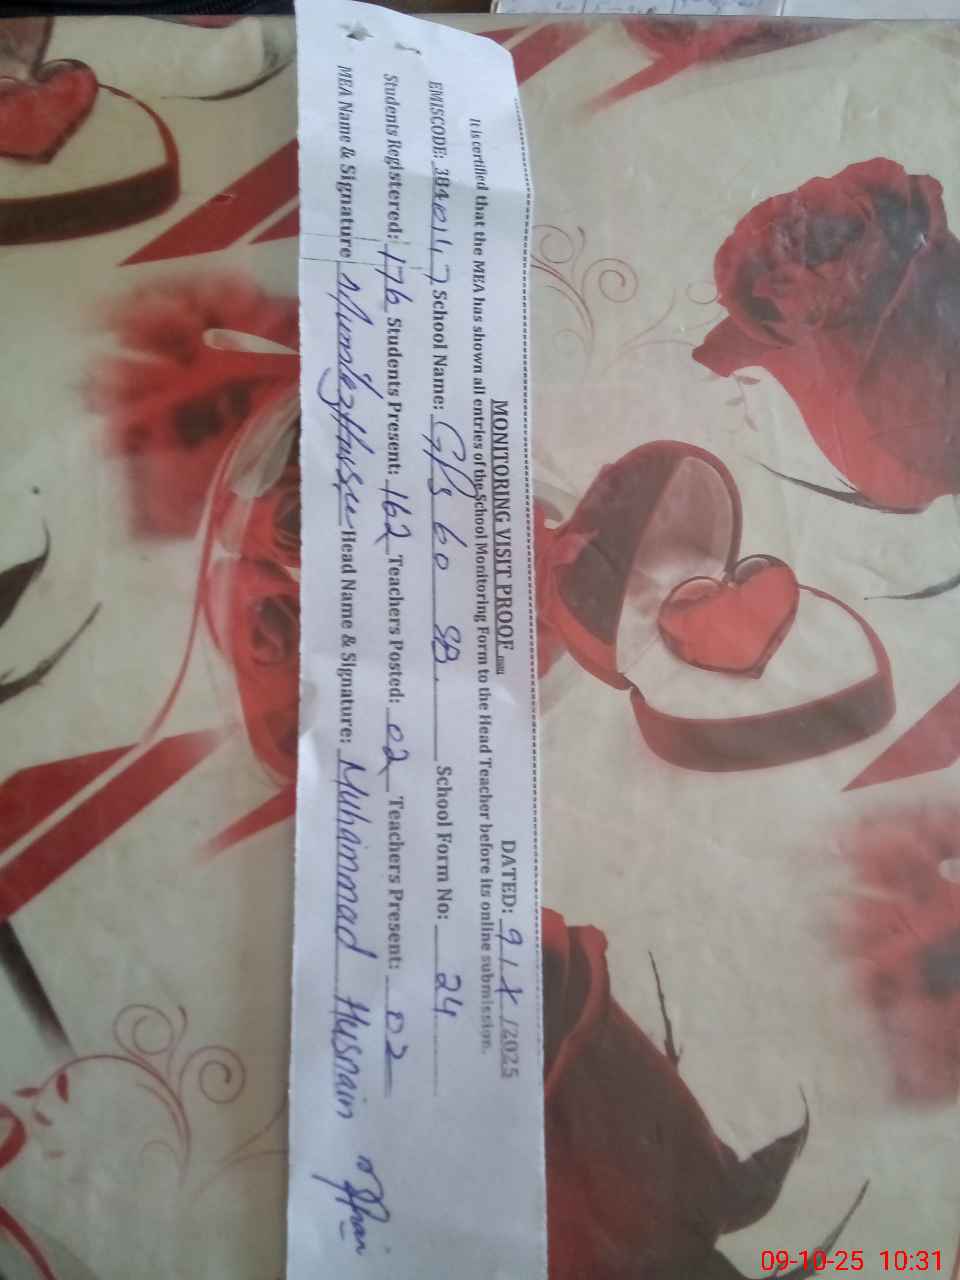 MONITORING VISIT PROOF DATED: 9/X/2025
It is certified that the MEA has shown all entries of the School Monitoring Form to the Head Teacher before its online submission.
EMISCODE: 3840147 School Name: GPS 60 SB. School Form No: 24
Students Registered: 176 Students Present: 162 Teachers Posted: 02 Teachers Present: 02
MEA Name & Signature Mumtaz Hussain Head Name & Signature: Muhammad Husnain
09-10-25 10:31